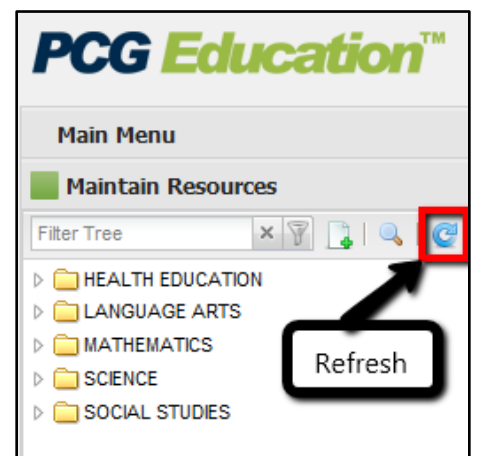 PCG Education™
Main Menu
Maintain Resources
Filter Tree
HEALTH EDUCATION
LANGUAGE ARTS
MATHEMATICS
SCIENCE
SOCIAL STUDIES
Refresh